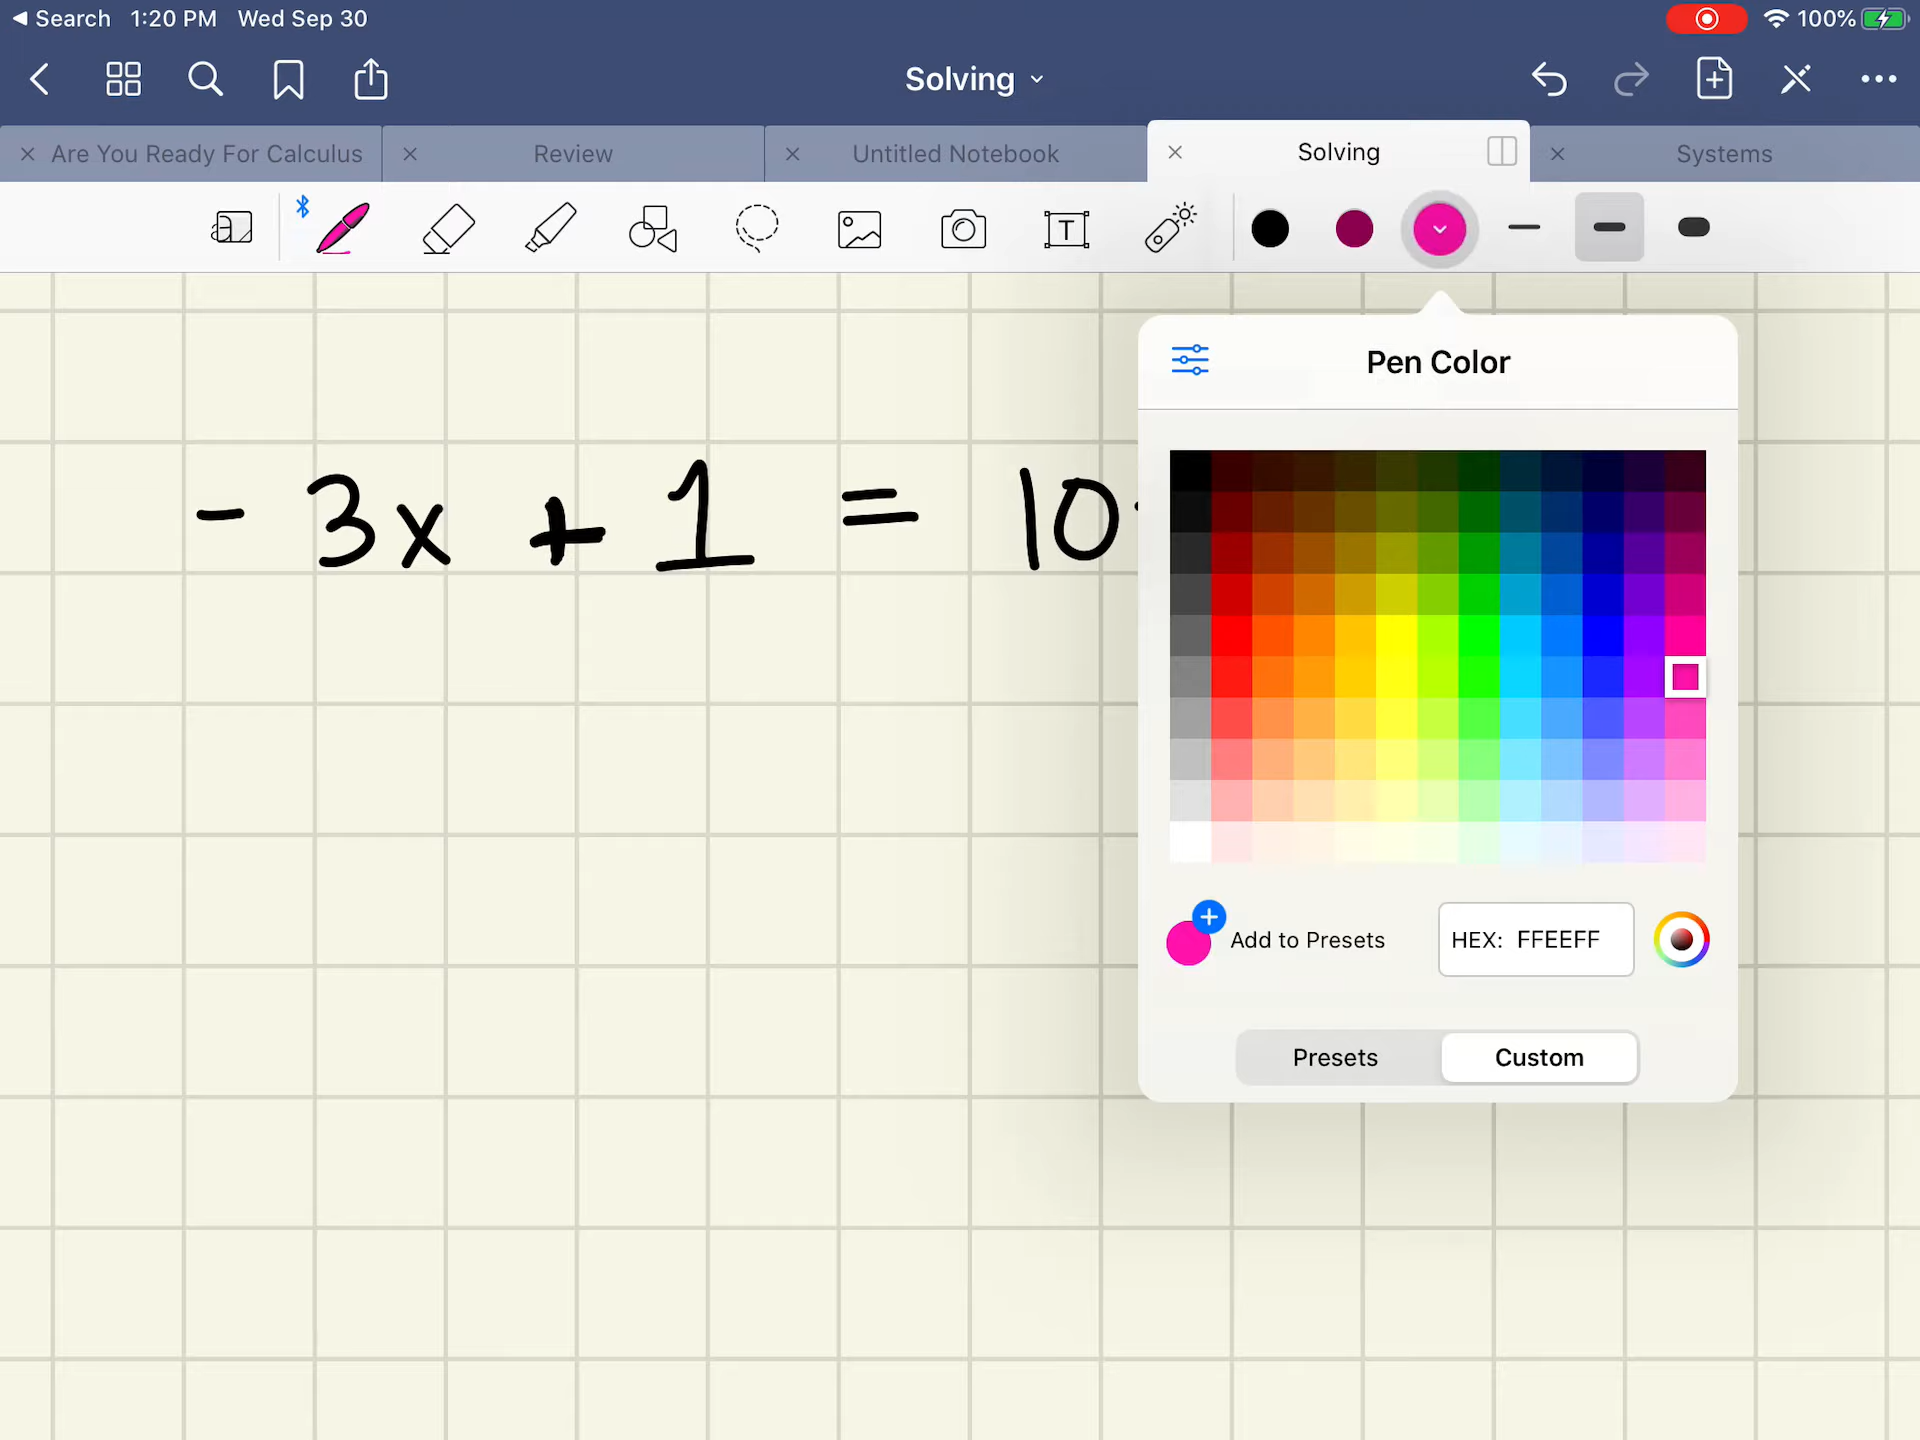 Search 1:20 PM Wed Sep 30 100%
Solving
Are You Ready For Calculus Review Untitled Notebook Solving Systems
T
Pen Color
- 3x + 1 = 10
Add to Presets HEX: FFEEFF
Presets Custom